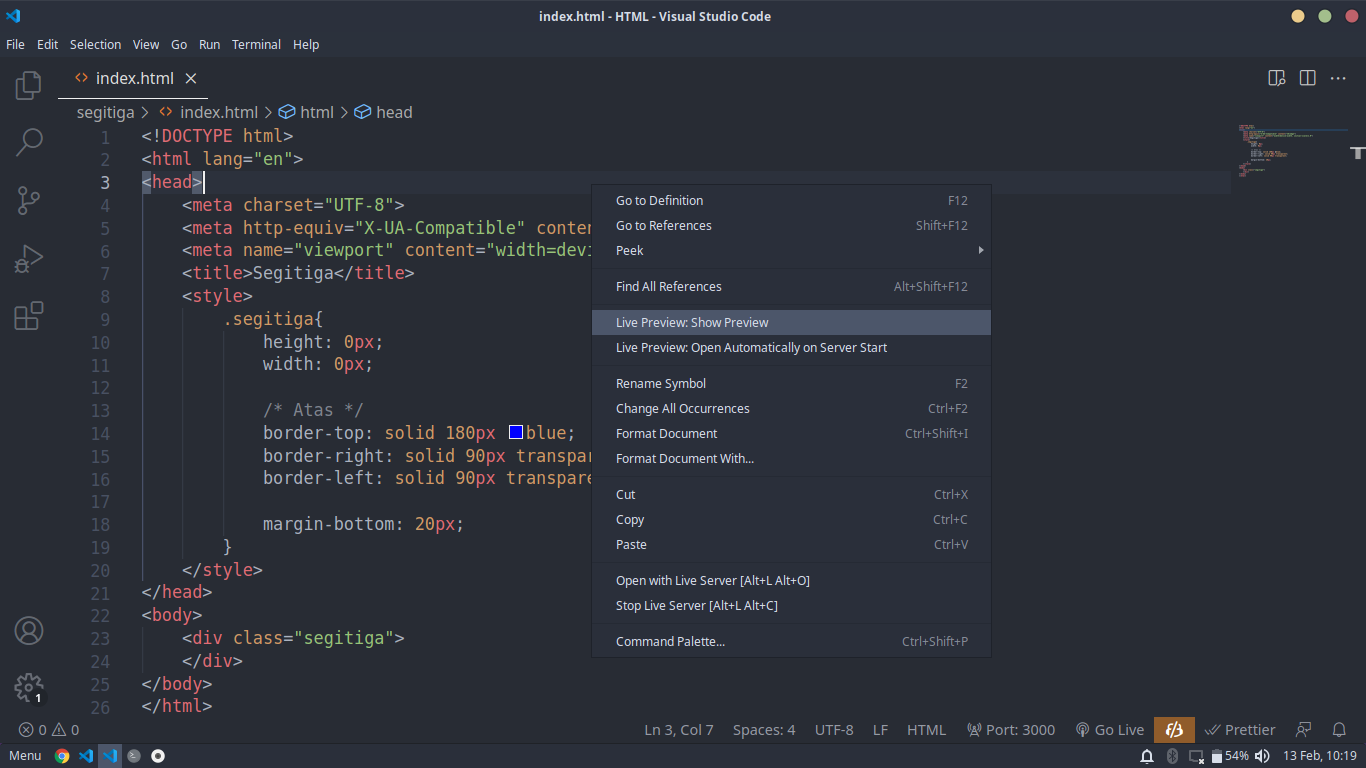 index.html - HTML - Visual Studio Code
File Edit Selection View Go Run Terminal Help
index.html
segitiga > index.html > html > head
1 <!DOCTYPE html>
2 <html lang="en">
3 <head>
4 <meta charset="UTF-8">
5 <meta http-equiv="X-UA-Compatible" conten
6 <meta name="viewport" content="width=devi
7 <title>Segitiga</title>
8 <style>
9 .segitiga{
10 height: 0px;
11 width: 0px;
12
13 /* Atas */
14 border-top: solid 180px blue;
15 border-right: solid 90px transpar
16 border-left: solid 90px transpare
17
18 margin-bottom: 20px;
19 }
20 </style>
21 </head>
22 <body>
23 <div class="segitiga">
24 </div>
25 </body>
26 </html>
Go to Definition F12
Go to References Shift+F12
Peek
Find All References Alt+Shift+F12
Live Preview: Show Preview
Live Preview: Open Automatically on Server Start
Rename Symbol F2
Change All Occurrences Ctrl+F2
Format Document Ctrl+Shift+I
Format Document With...
Cut Ctrl+X
Copy Ctrl+C
Paste Ctrl+V
Open with Live Server [Alt+L Alt+O]
Stop Live Server [Alt+L Alt+C]
Command Palette... Ctrl+Shift+P
1
0 0 Ln 3, Col 7 Spaces: 4 UTF-8 LF HTML Port: 3000 Go Live Prettier
Menu 54% 13 Feb, 10:19